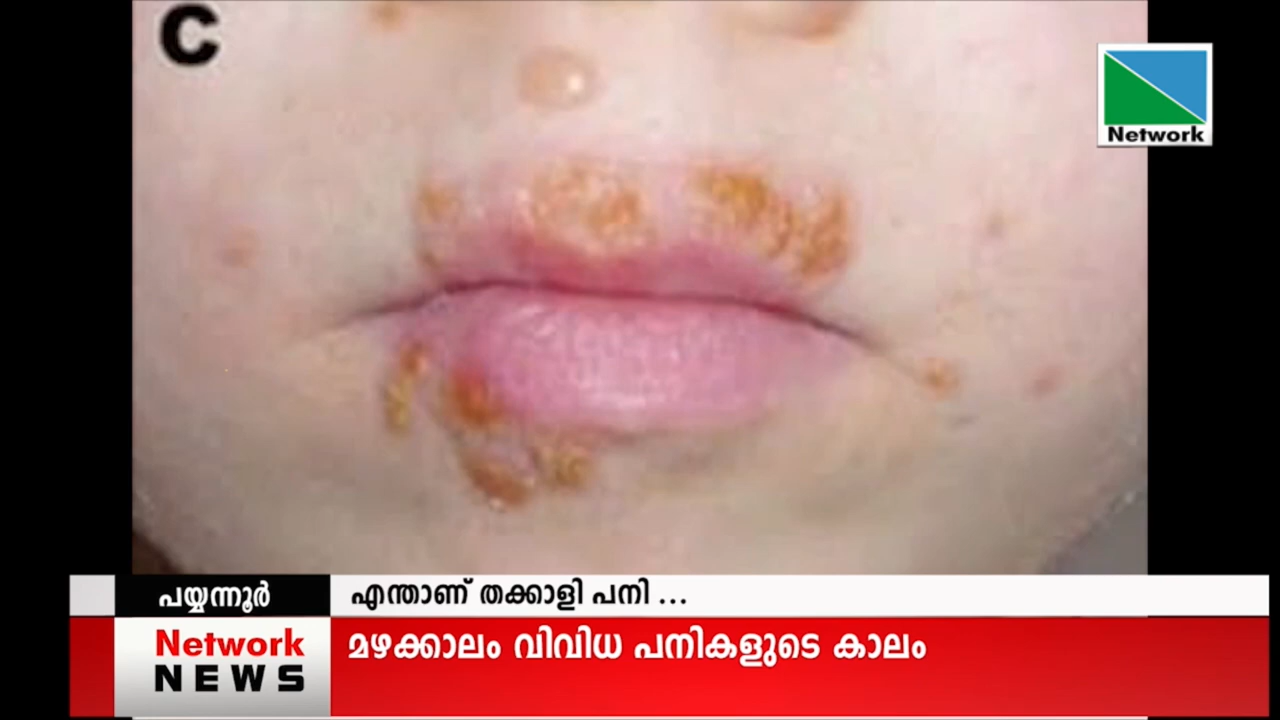 C
Network
പയ്യന്നൂർ
എന്താണ് തക്കാളി പനി ...
Network
NEWS
മഴക്കാലം വിവിധ പനികളുടെ കാലം